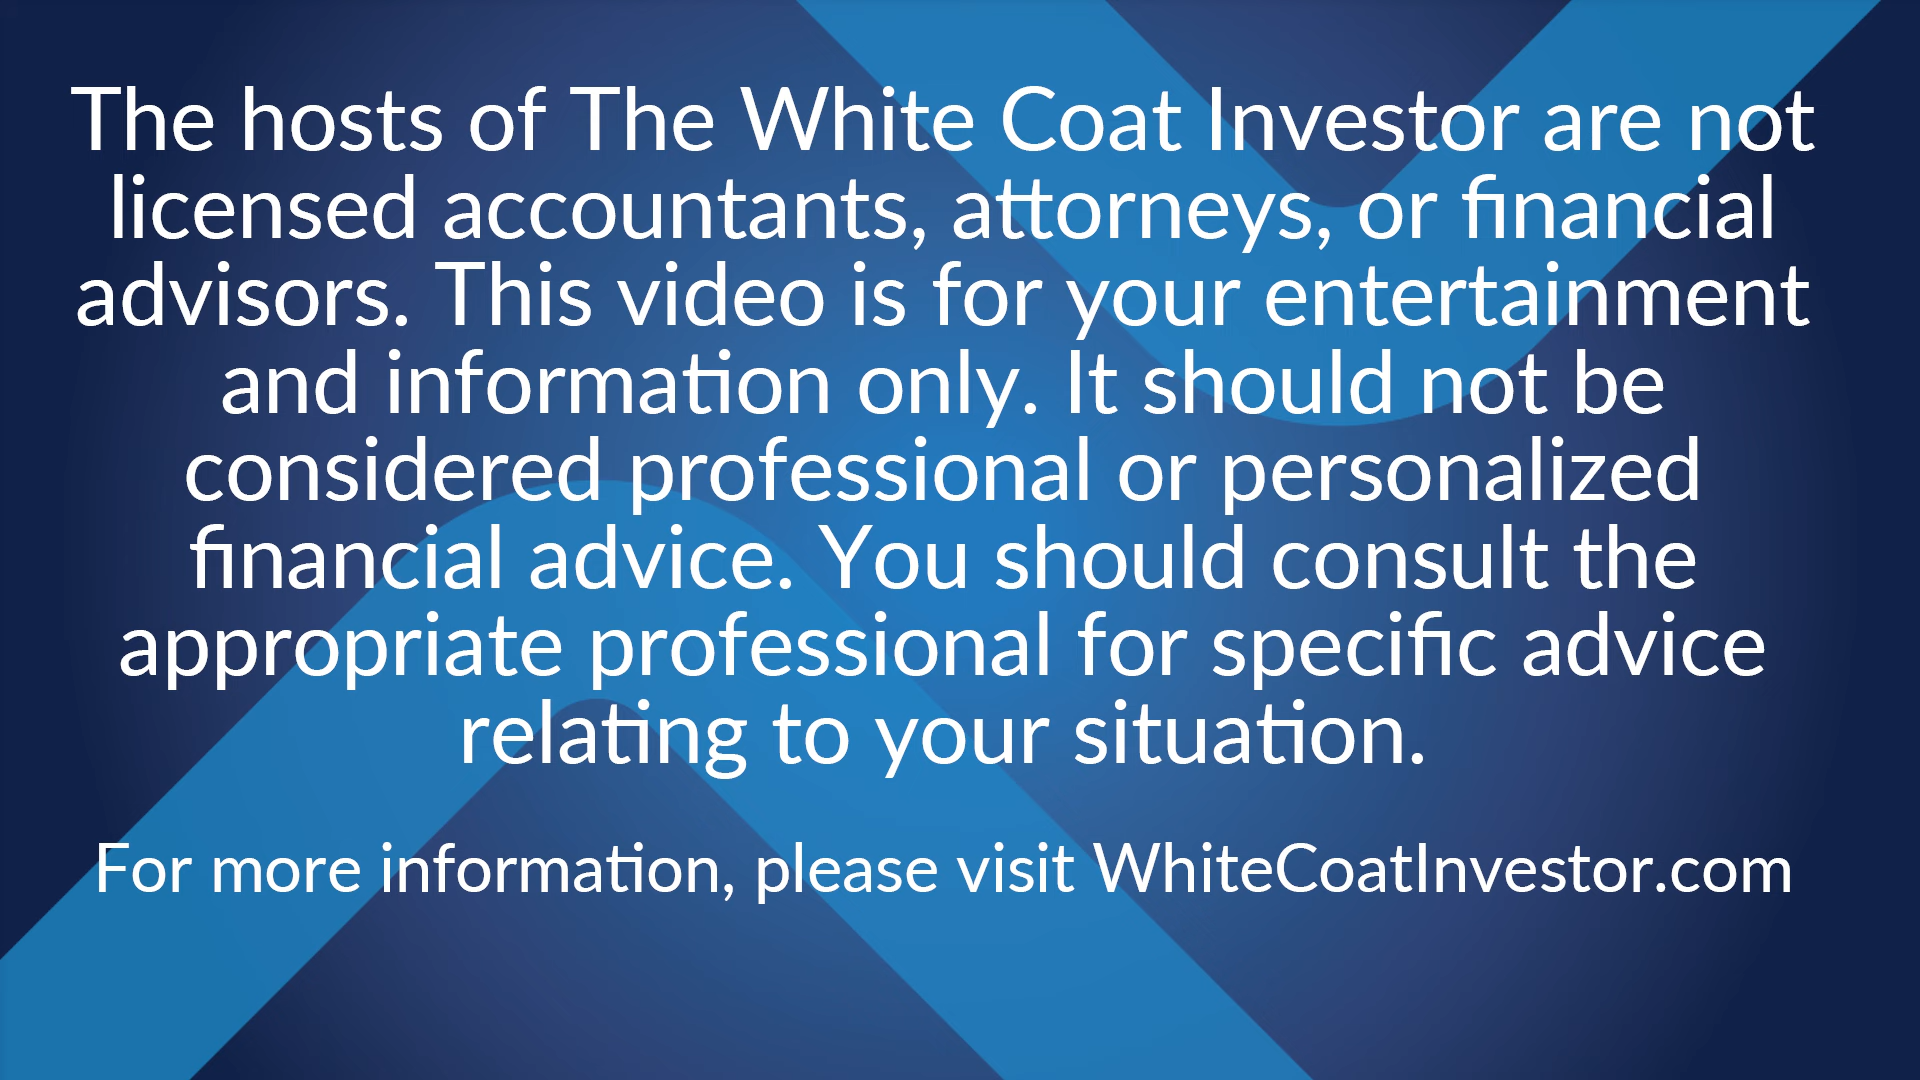 The hosts of The White Coat Investor are not
licensed accountants, attorneys, or financial
advisors. This video is for your entertainment
and information only. It should not be
considered professional or personalized
financial advice. You should consult the
appropriate professional for specific advice
relating to your situation.
For more information, please visit WhiteCoatInvestor.com